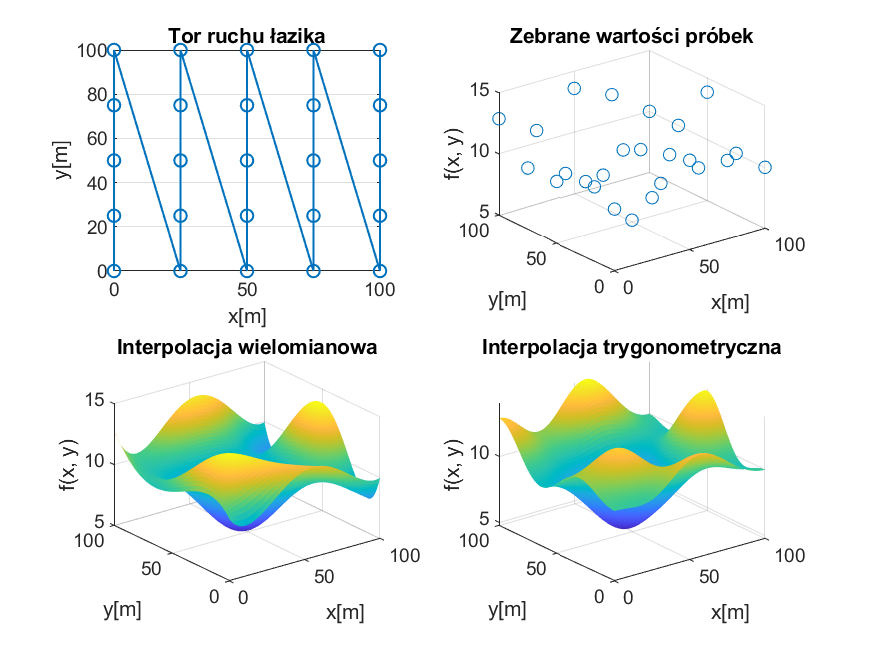 Tor ruchu łazika
100
80
60
40
20
0
y[m]
0
50
100
x[m]
Zebrane wartości próbek
15
10
5
f(x, y)
100
50
0
y[m]
0
50
100
x[m]
Interpolacja wielomianowa
15
10
5
f(x, y)
100
50
0
y[m]
0
50
100
x[m]
Interpolacja trygonometryczna
10
5
f(x, y)
100
50
0
y[m]
0
50
100
x[m]